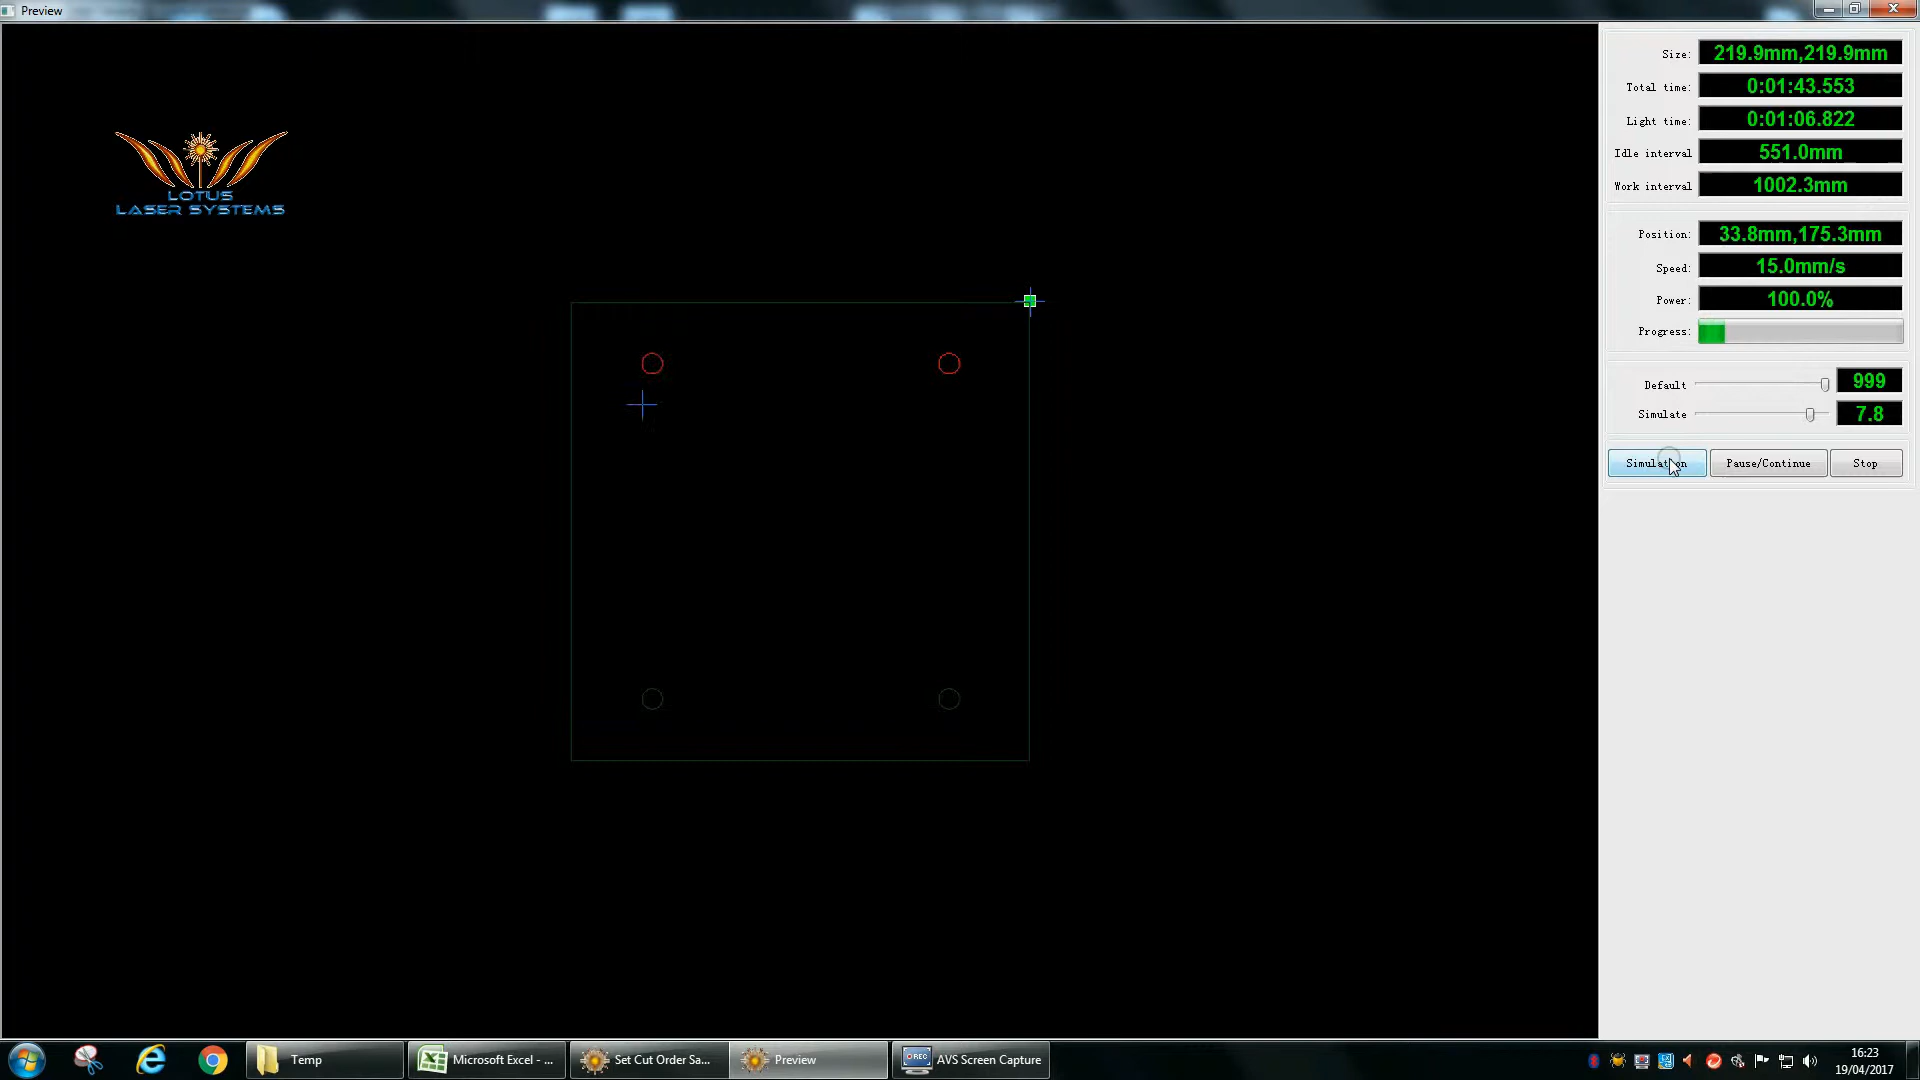 Preview
LOTUS
LASER SYSTEMS
Size: 219.9mm,219.9mm
Total time: 0:01:43.553
Light time: 0:01:06.822
Idle interval 551.0mm
Work interval 1002.3mm
Position: 33.8mm,175.3mm
Speed: 15.0mm/s
Power: 100.0%
Progress:
Default 999
Simulate 7.8
Simulation Pause/Continue Stop
Temp Microsoft Excel - ... Set Cut Order Sa... Preview REC AVS Screen Capture 16:23
19/04/2017